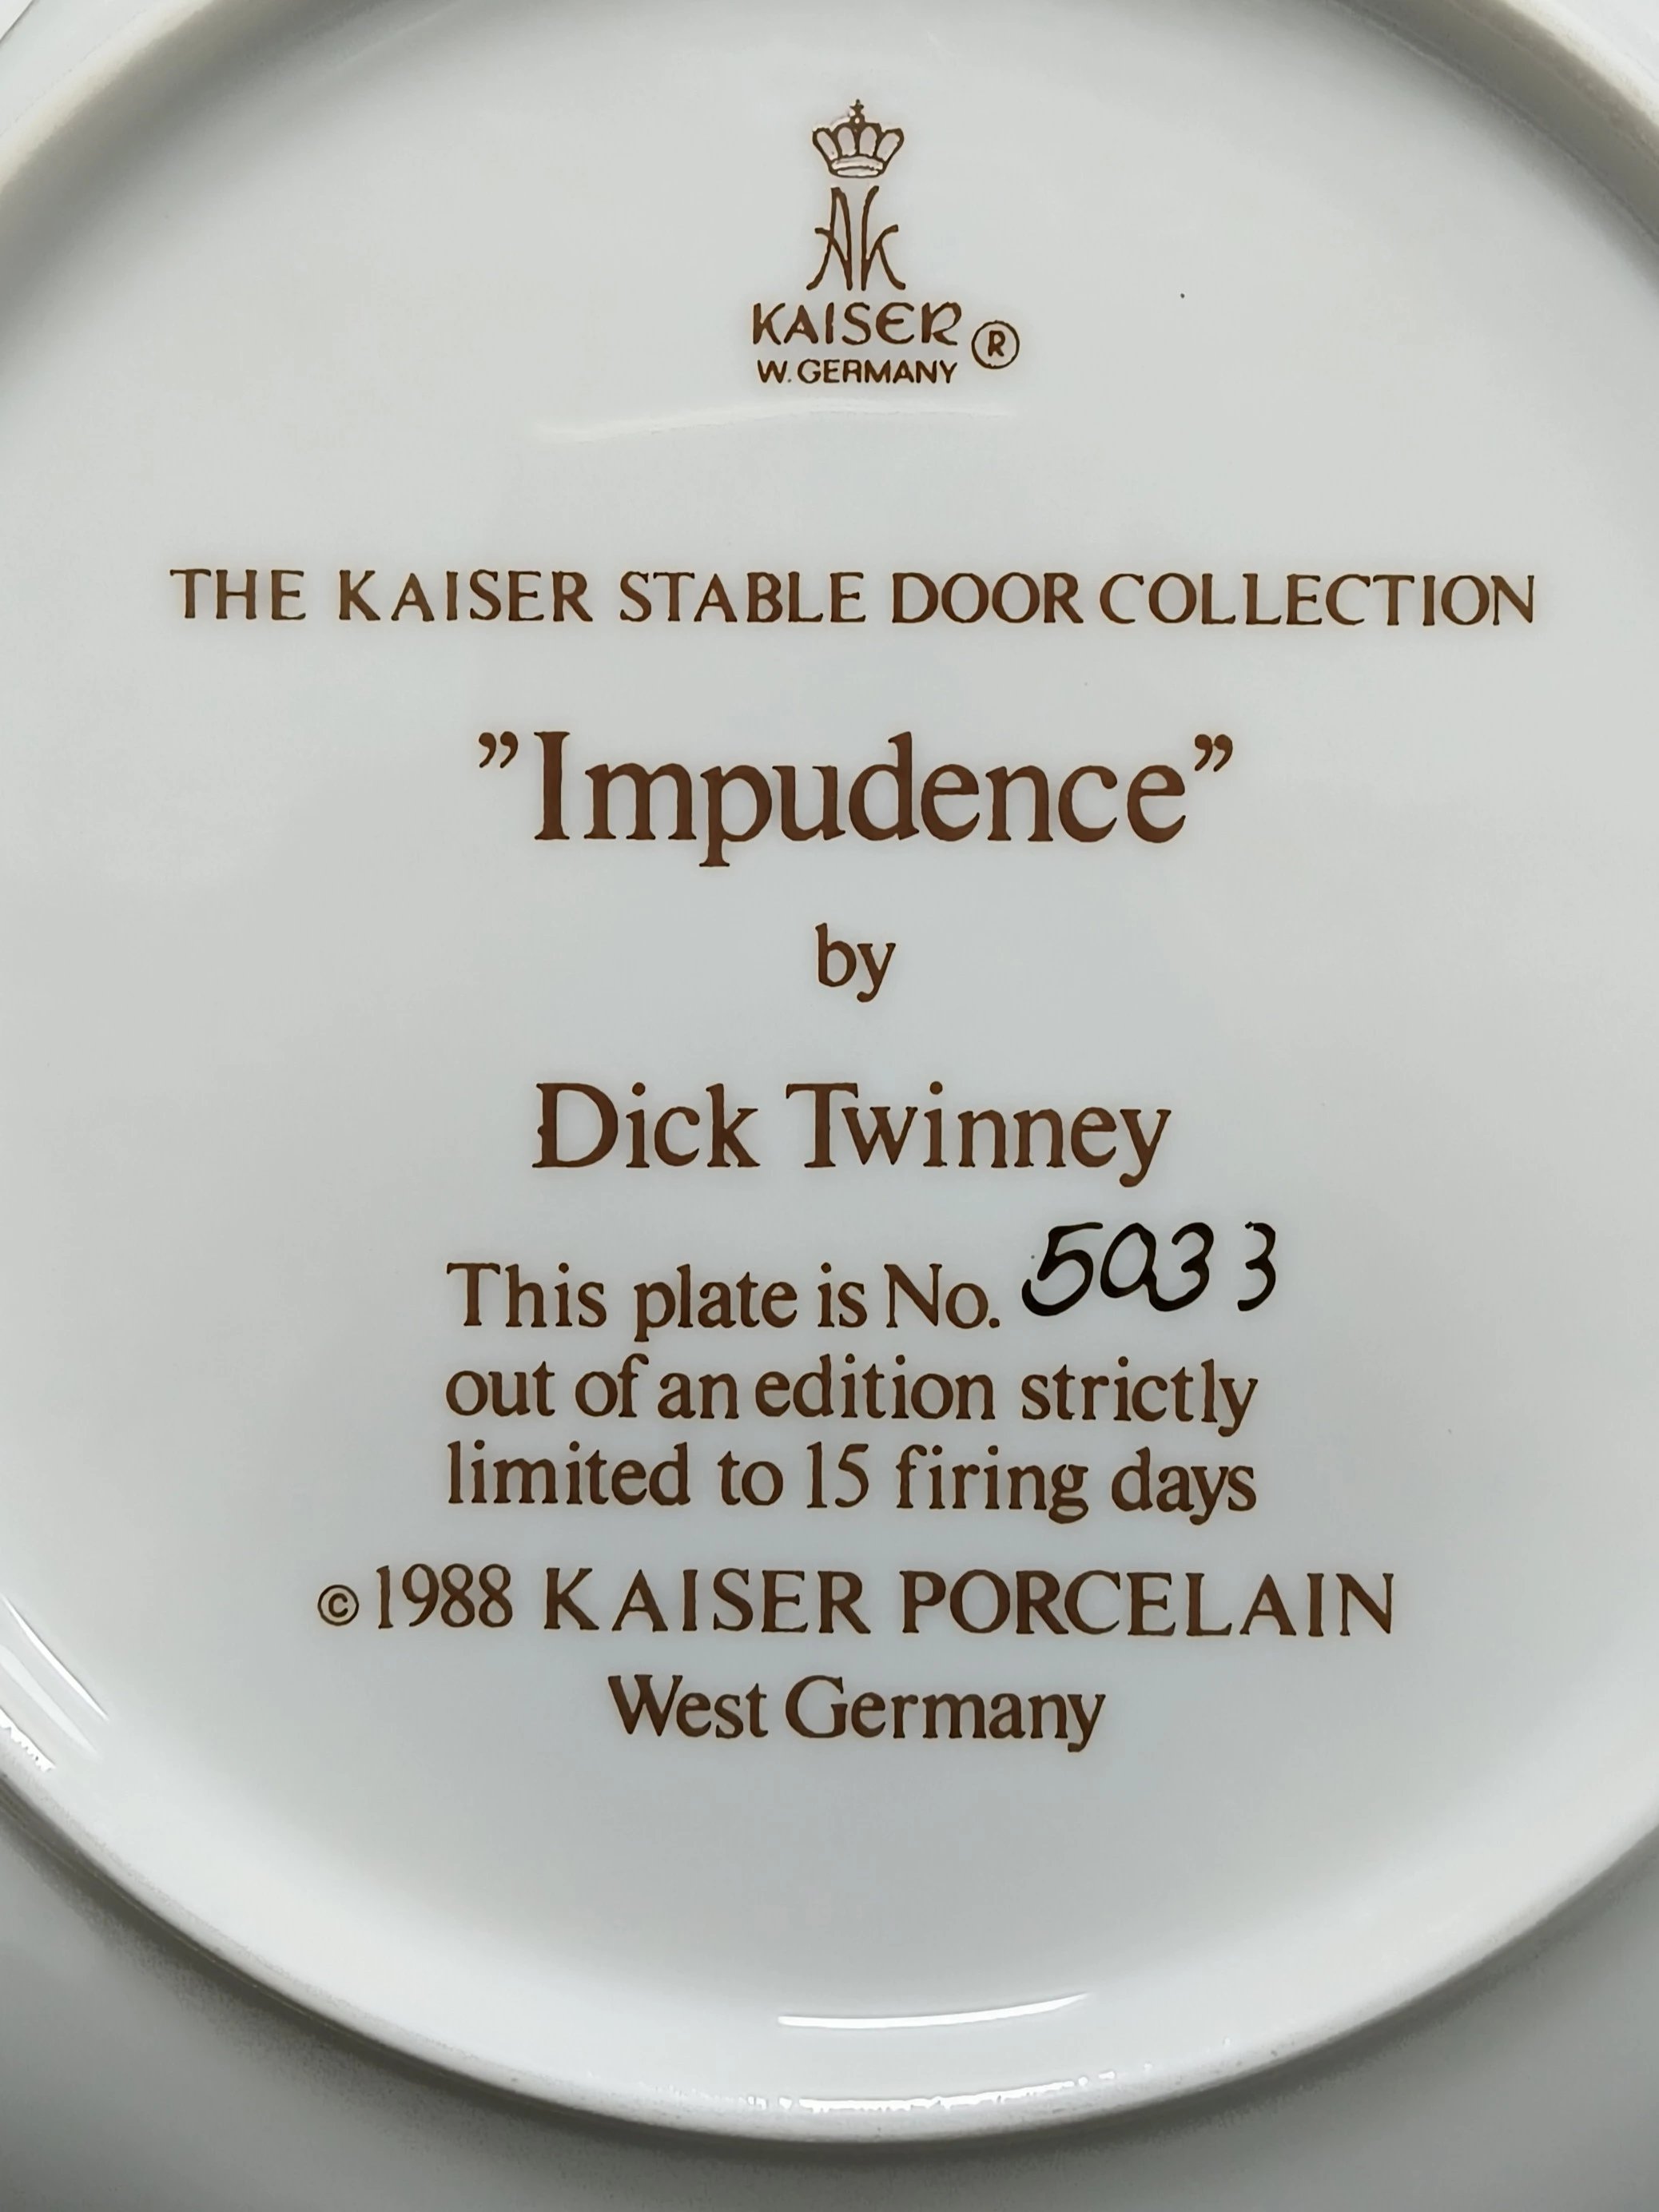 AK
KAISER ®
W. GERMANY
THE KAISER STABLE DOOR COLLECTION
”Impudence”
by
Dick Twinney
This plate is No. 5033
out of an edition strictly
limited to 15 firing days
© 1988 KAISER PORCELAIN
West Germany